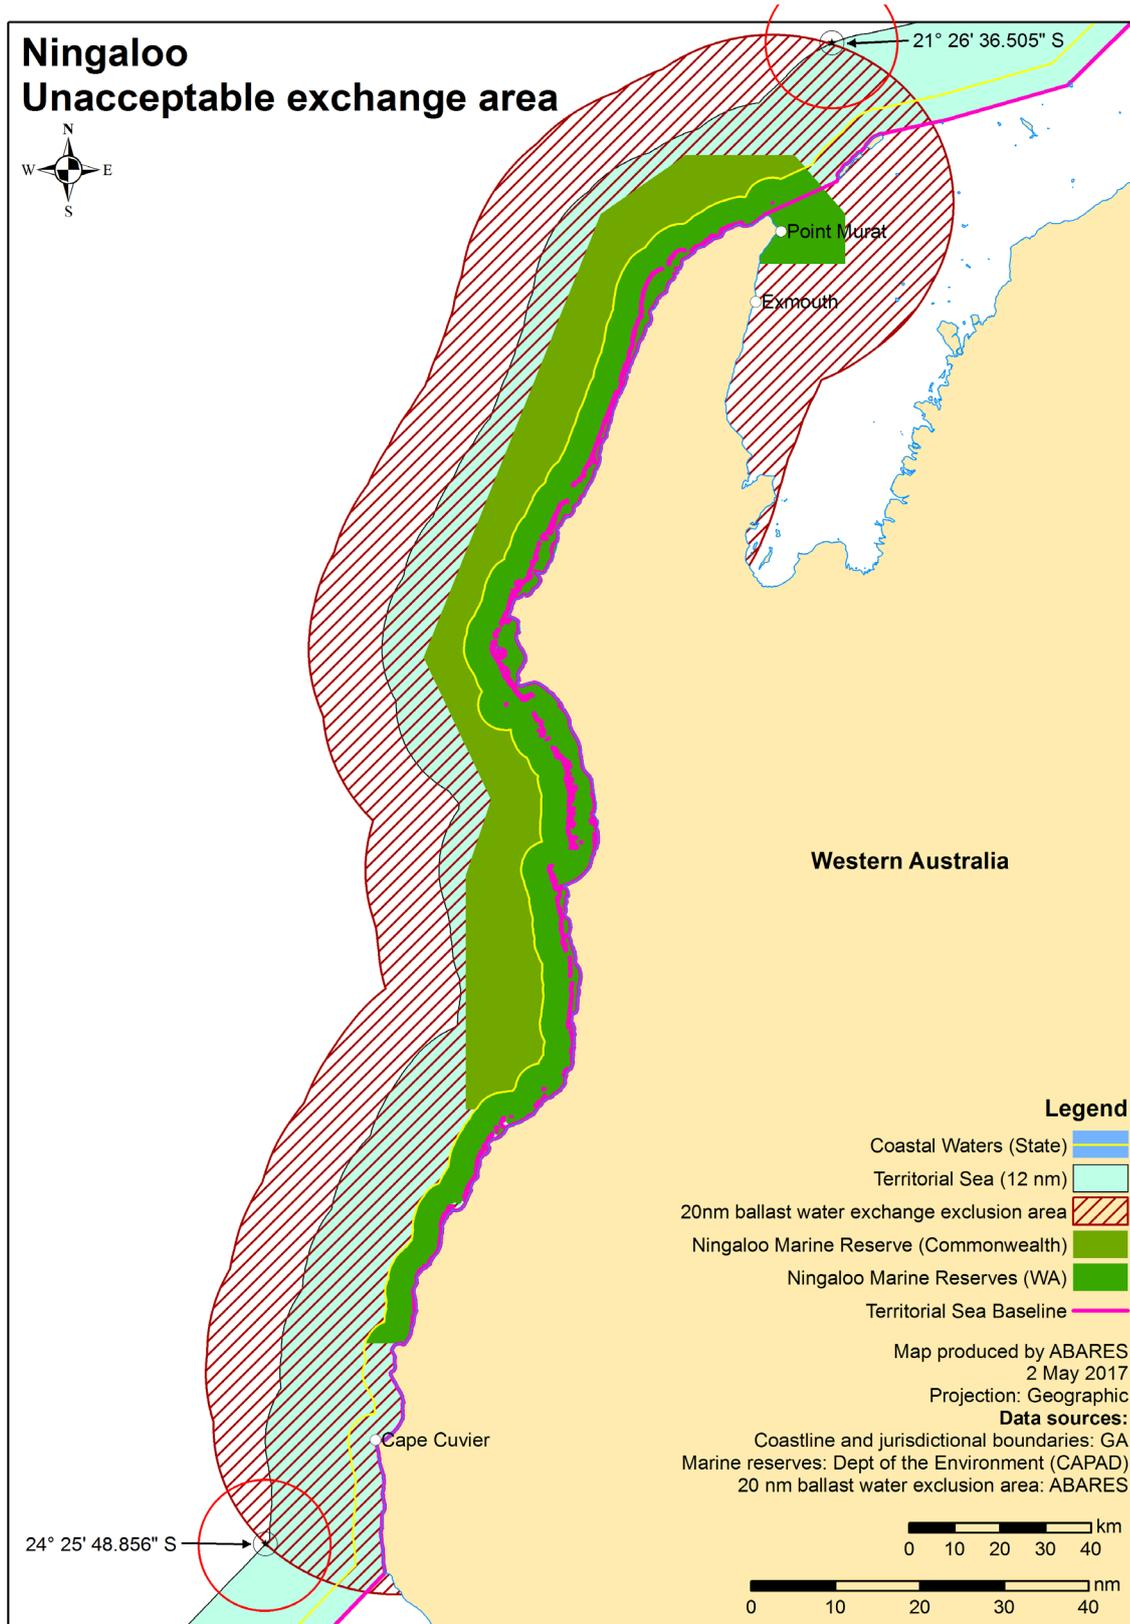 Ningaloo
Unacceptable exchange area
21° 26' 36.505" S
N
W E
S
Point Murat
Exmouth
Western Australia
Legend
Coastal Waters (State)
Territorial Sea (12 nm)
20nm ballast water exchange exclusion area
Ningaloo Marine Reserve (Commonwealth)
Ningaloo Marine Reserves (WA)
Territorial Sea Baseline
Map produced by ABARES
2 May 2017
Projection: Geographic
Data sources:
Coastline and jurisdictional boundaries: GA
Marine reserves: Dept of the Environment (CAPAD)
20 nm ballast water exclusion area: ABARES
Cape Cuvier
24° 25' 48.856" S
km
0 10 20 30 40
nm
0 10 20 30 40